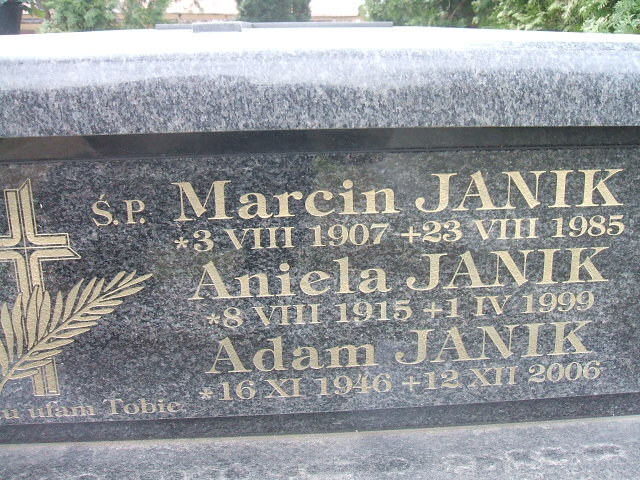 Ś.P. Marcin JANIK
*3 VIII 1907 +23 VIII 1985
Aniela JANIK
*8 VIII 1915 +1 IV 1999
Adam JANIK
*16 XI 1946 +12 XII 2006
ufam Tobie